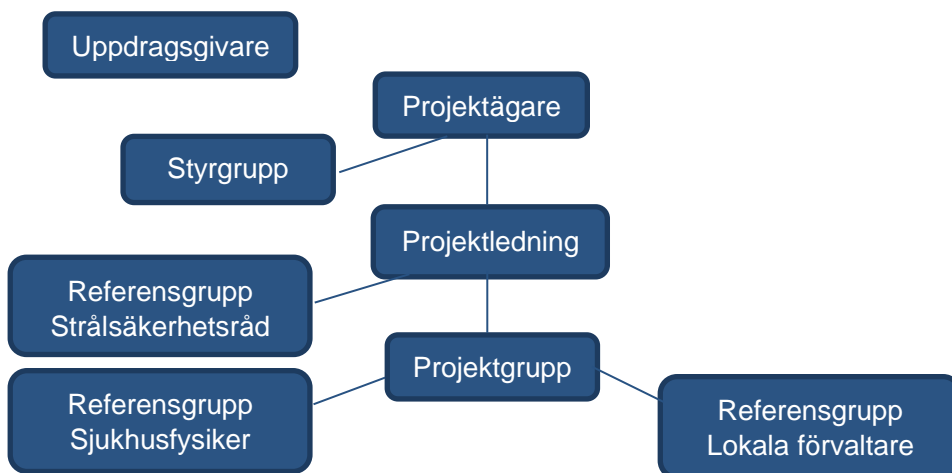 Uppdragsgivare
Projektägare
Styrgrupp
Projektledning
Referensgrupp
Strålsäkerhetsråd
Projektgrupp
Referensgrupp
Sjukhusfysiker
Referensgrupp
Lokala förvaltare